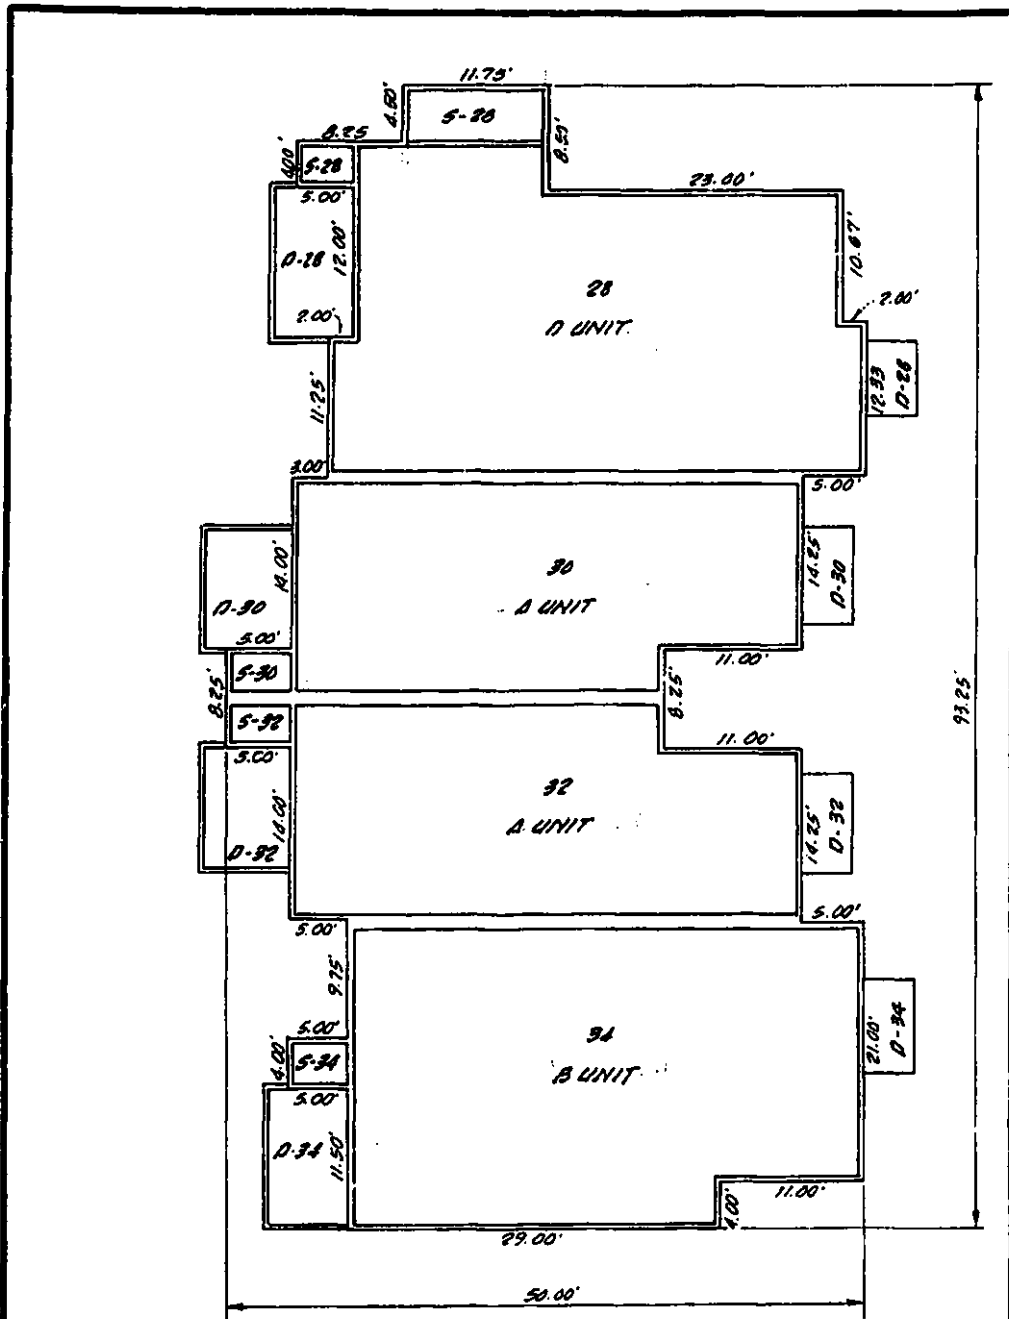 11.75'
4.50'
S-28
8.50'
8.25
4.00'
S-28
5.00'
23.00'
D-28
12.00'
10.67'
28
D UNIT
2.00'
2.00'
11.25'
12.33
D-28
3.00'
5.00'
14.00'
30
A UNIT
14.25'
D-30
D-30
5.00'
11.00'
S-30
8.25'
8.25'
93.25'
S-32
5.00'
11.00'
32
A UNIT
14.00'
D-32
14.25'
D-32
5.00'
5.00'
9.75'
5.00'
34
B UNIT
4.00'
S-34
21.00'
D-34
5.00'
D-34
11.50'
11.00'
4.00'
29.00'
50.00'